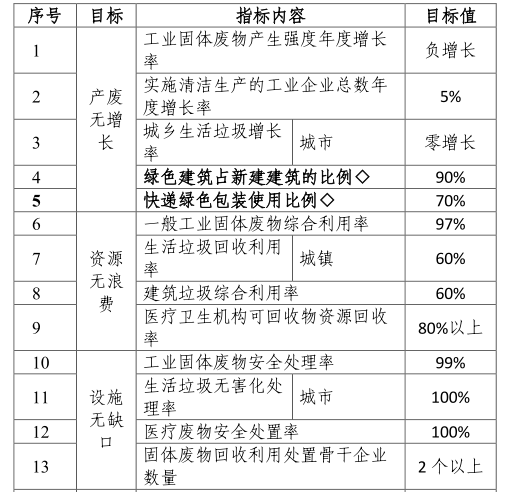 序号 目标 指标内容 目标值
1 产废无增长 工业固体废物产生强度年度增长率 负增长
2 实施清洁生产的工业企业总数年度增长率 5%
3 城乡生活垃圾增长率 城市 零增长
4 绿色建筑占新建建筑的比例◇ 90%
5 快递绿色包装使用比例◇ 70%
6 资源无浪费 一般工业固体废物综合利用率 97%
7 生活垃圾回收利用率 城镇 60%
8 建筑垃圾综合利用率 60%
9 医疗卫生机构可回收物资源回收率 80%以上
10 设施无缺口 工业固体废物安全处理率 99%
11 生活垃圾无害化处理率 城市 100%
12 医疗废物安全处置率 100%
13 固体废物回收利用处置骨干企业数量 2 个以上